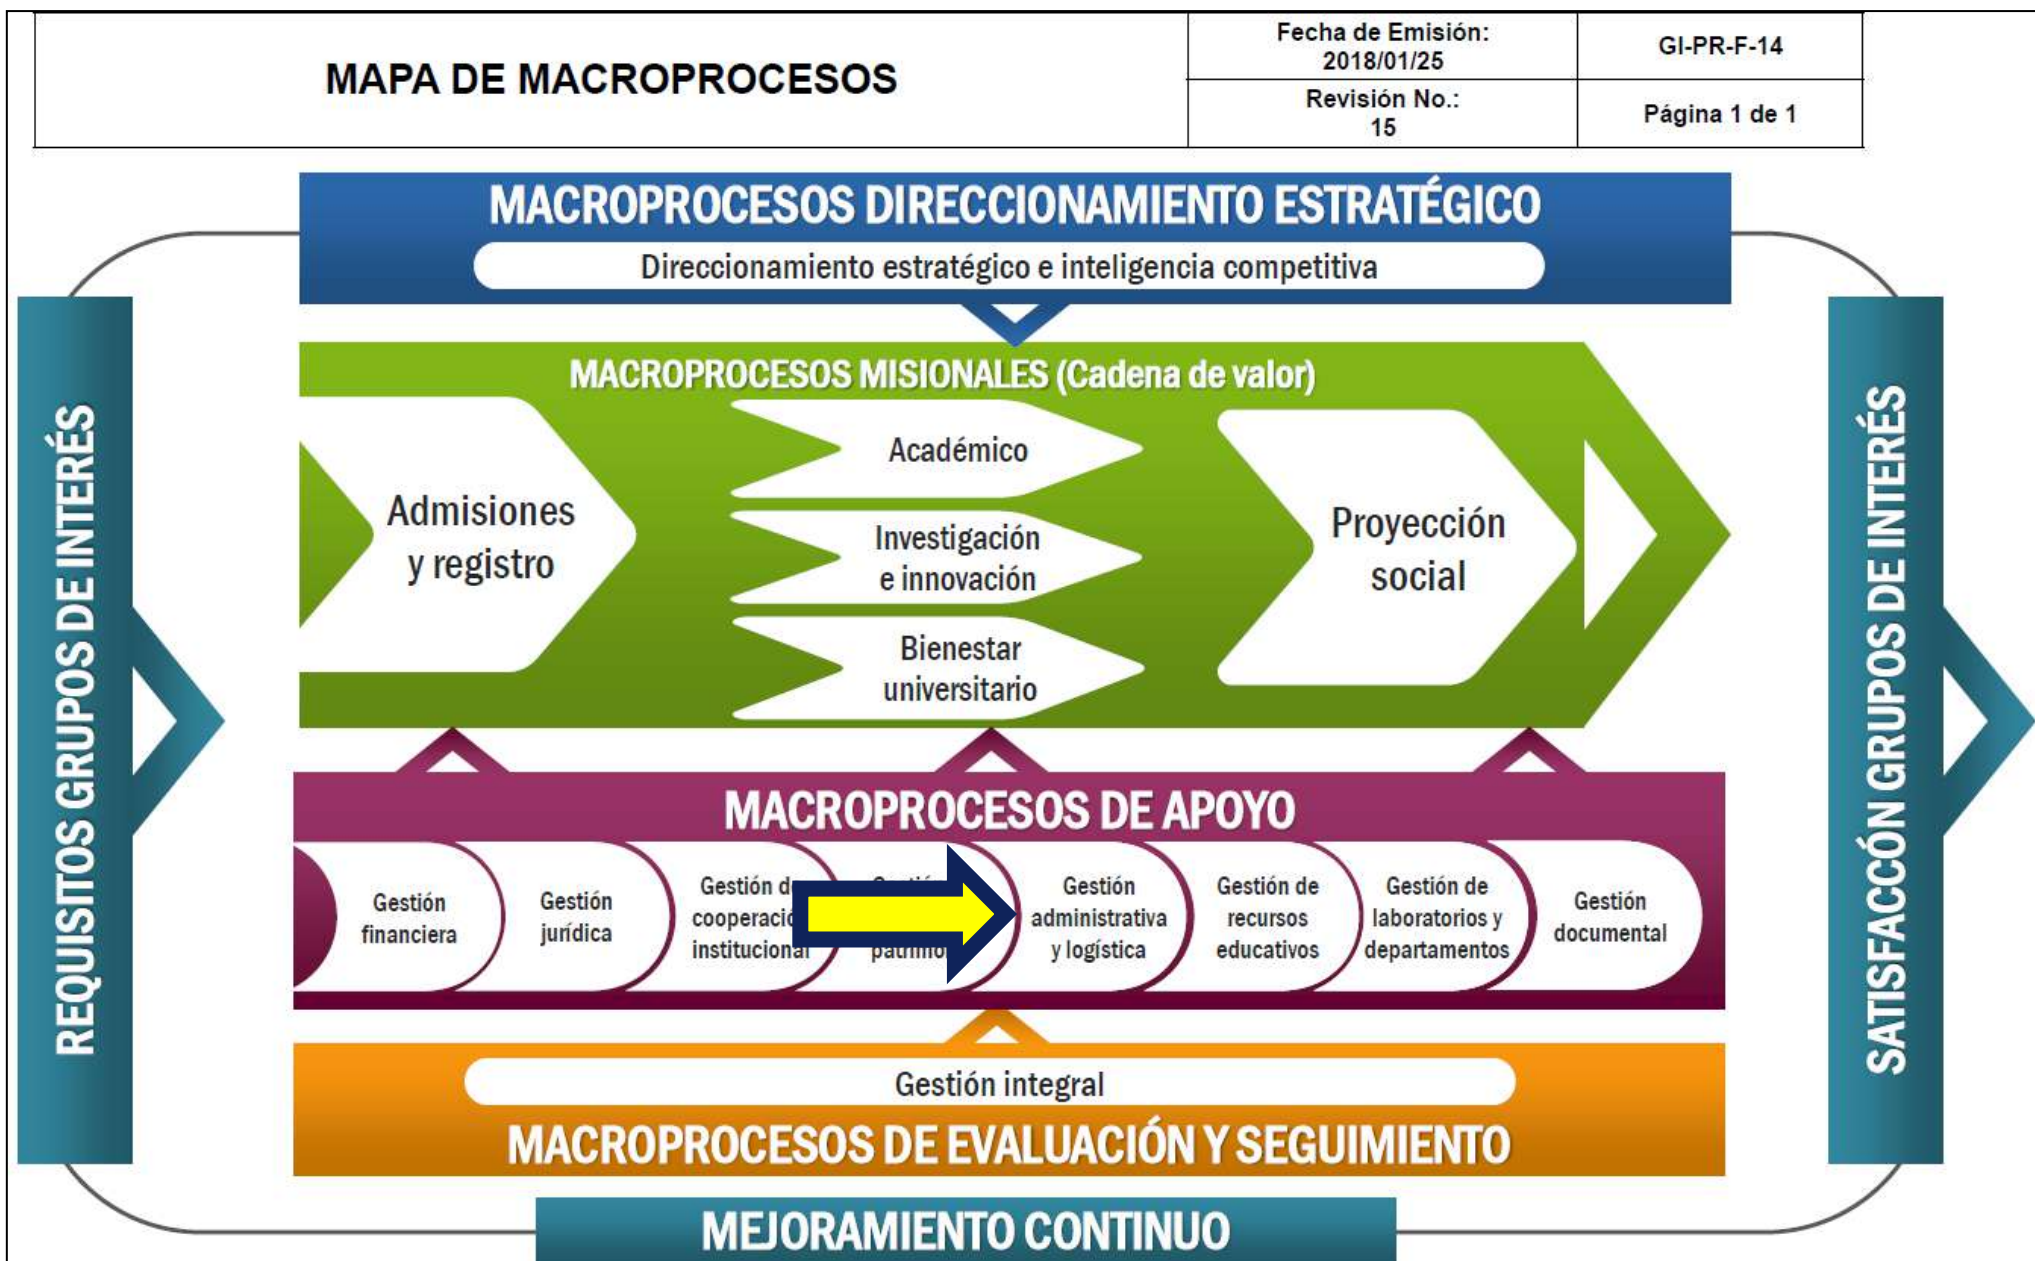 MAPA DE MACROPROCESOS
Fecha de Emisión:
2018/01/25
GI-PR-F-14
Revisión No.:
15
Página 1 de 1
MACROPROCESOS DIRECCIONAMIENTO ESTRATÉGICO
Direccionamiento estratégico e inteligencia competitiva
REQUISITOS GRUPOS DE INTERÉS
MACROPROCESOS MISIONALES (Cadena de valor)
Admisiones
y registro
Académico
Investigación
e innovación
Bienestar
universitario
Proyección
social
SATISFACCÓN GRUPOS DE INTERÉS
MACROPROCESOS DE APOYO
Gestión
financiera
Gestión
jurídica
Gestión
cooperació
institucional
Gestión
administrativa
y logística
Gestión de
recursos
educativos
Gestión de
laboratorios y
departamentos
Gestión
documental
Gestión integral
MACROPROCESOS DE EVALUACIÓN Y SEGUIMIENTO
MEJORAMIENTO CONTINUO